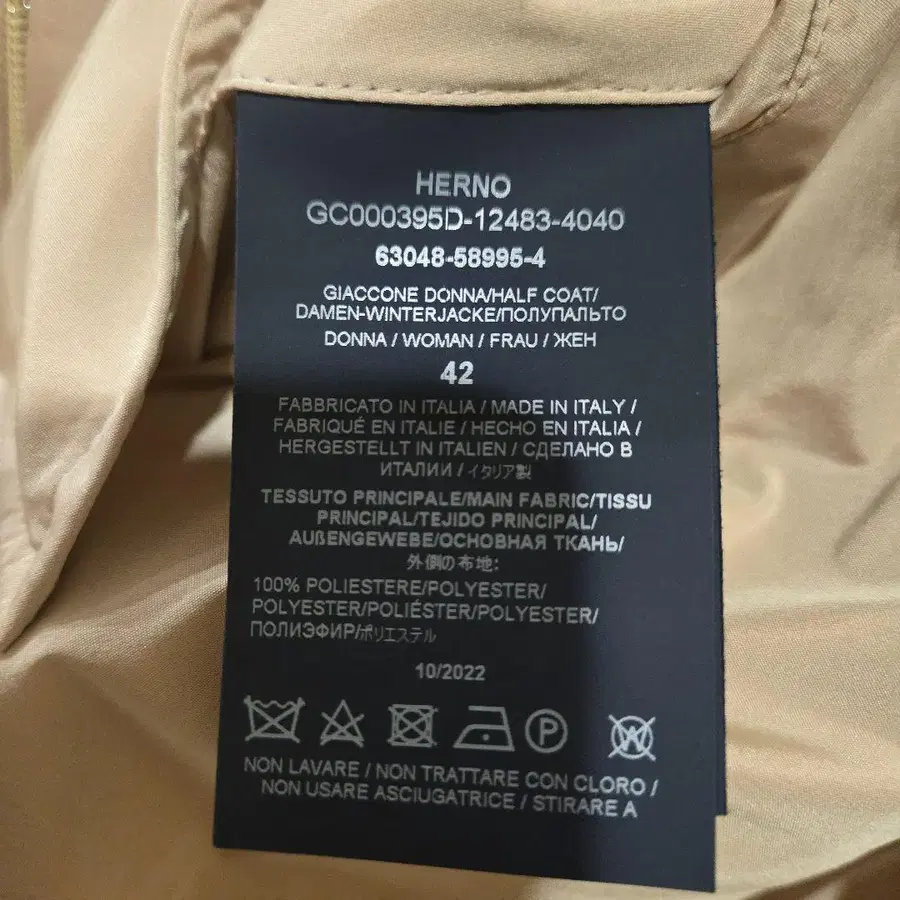 HERNO
GC000395D-12483-4040
63048-58995-4
GIACCONE DONNA/HALF COAT/
DAMEN-WINTERJACKE/ПОЛУПАЛЬТО
DONNA / WOMAN / FRAU / ЖЕН
42
FABBRICATO IN ITALIA / MADE IN ITALY /
FABRIQUÉ EN ITALIE / HECHO EN ITALIA /
HERGESTELLT IN ITALIEN / СДЕЛАНО В
ИТАЛИИ / イタリア製
TESSUTO PRINCIPALE/MAIN FABRIC/TISSU
PRINCIPAL/TEJIDO PRINCIPAL/
AUßENGEWEBE/ОСНОВНАЯ ТКАНЬ/
外側の布地:
100% POLIESTERE/POLYESTER/
POLYESTER/POLIÉSTER/POLYESTER/
ПОЛИЭФИР/ポリエステル
10/2022
P W
NON LAVARE / NON TRATTARE CON CLORO /
NON USARE ASCIUGATRICE / STIRARE A